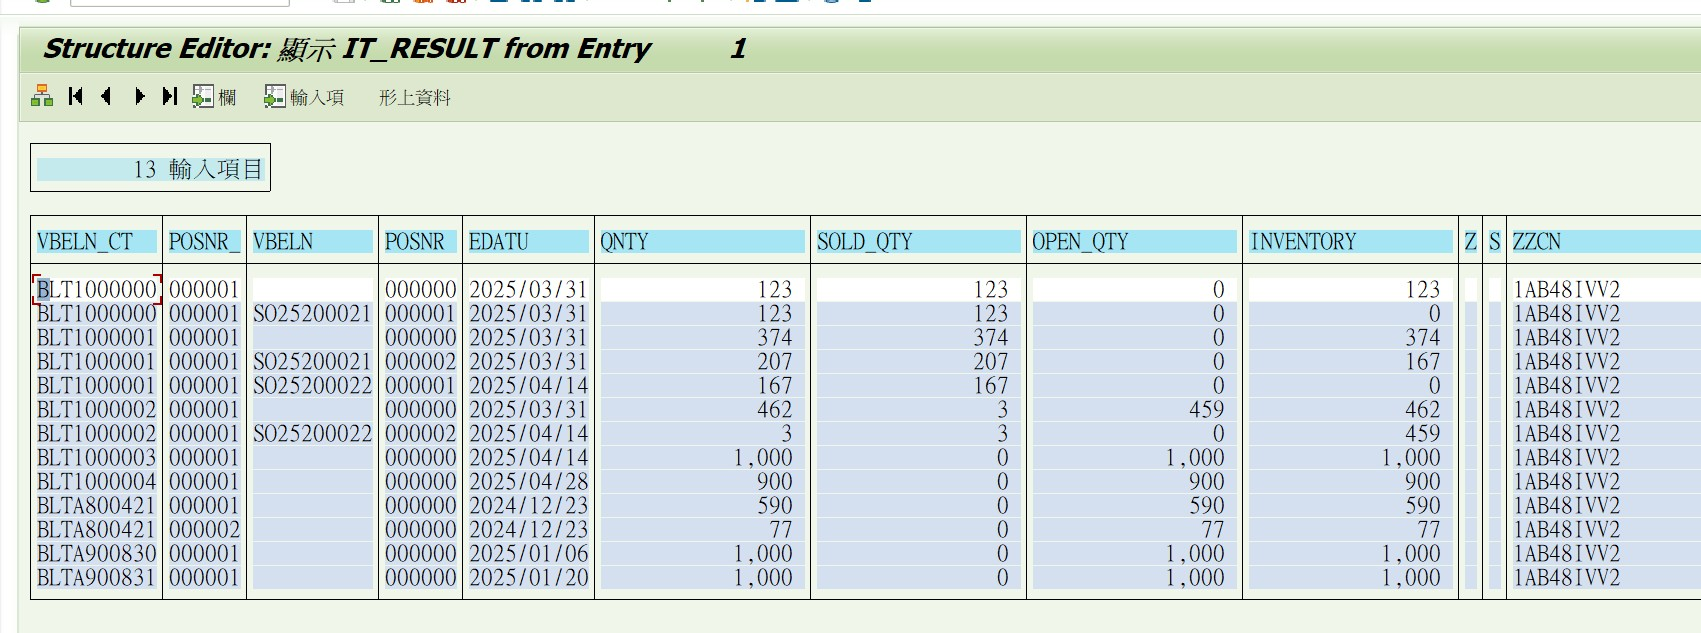 Structure Editor: 顯示 IT_RESULT from Entry 1
欄 輸入項 形上資料
13 輸入項目
VBELN_CT POSNR_ VBELN POSNR EDATU QNTY SOLD_QTY OPEN_QTY INVENTORY Z S ZZCN
BLT1000000 000001 000000 2025/03/31 123 123 0 123 1AB48IVV2
BLT1000000 000001 SO25200021 000001 2025/03/31 123 123 0 0 1AB48IVV2
BLT1000001 000001 000000 2025/03/31 374 374 0 374 1AB48IVV2
BLT1000001 000001 SO25200021 000002 2025/03/31 207 207 0 167 1AB48IVV2
BLT1000001 000001 SO25200022 000001 2025/04/14 167 167 0 0 1AB48IVV2
BLT1000002 000001 000000 2025/03/31 462 3 459 462 1AB48IVV2
BLT1000002 000001 SO25200022 000002 2025/04/14 3 3 0 459 1AB48IVV2
BLT1000003 000001 000000 2025/04/14 1,000 0 1,000 1,000 1AB48IVV2
BLT1000004 000001 000000 2025/04/28 900 0 900 900 1AB48IVV2
BLTA800421 000001 000000 2024/12/23 590 0 590 590 1AB48IVV2
BLTA800421 000002 000000 2024/12/23 77 0 77 77 1AB48IVV2
BLTA900830 000001 000000 2025/01/06 1,000 0 1,000 1,000 1AB48IVV2
BLTA900831 000001 000000 2025/01/20 1,000 0 1,000 1,000 1AB48IVV2